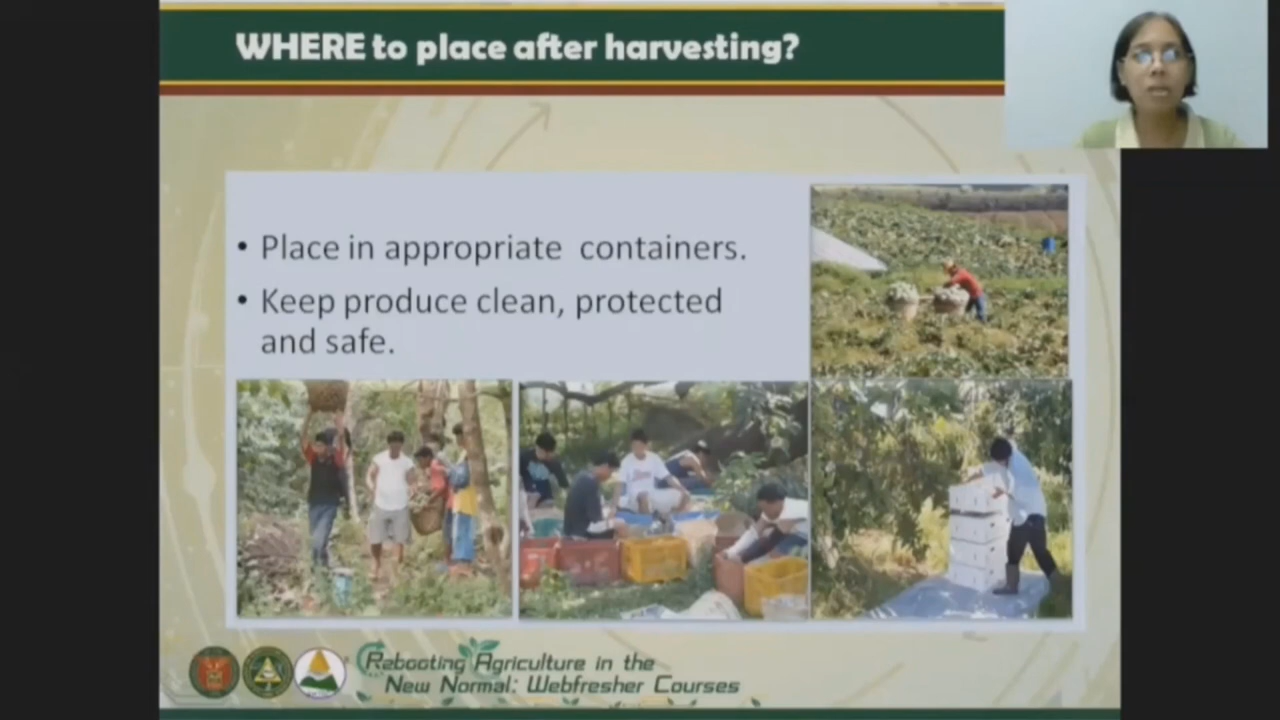 WHERE to place after harvesting?
• Place in appropriate containers.
• Keep produce clean, protected
and safe.
Rebooting Agriculture in the
New Normal: Webfresher Courses